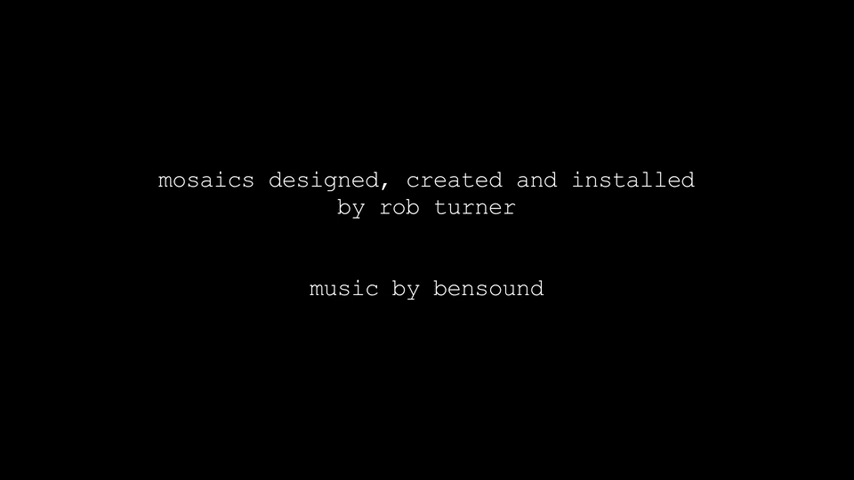 mosaics designed, created and installed
by rob turner
music by bensound